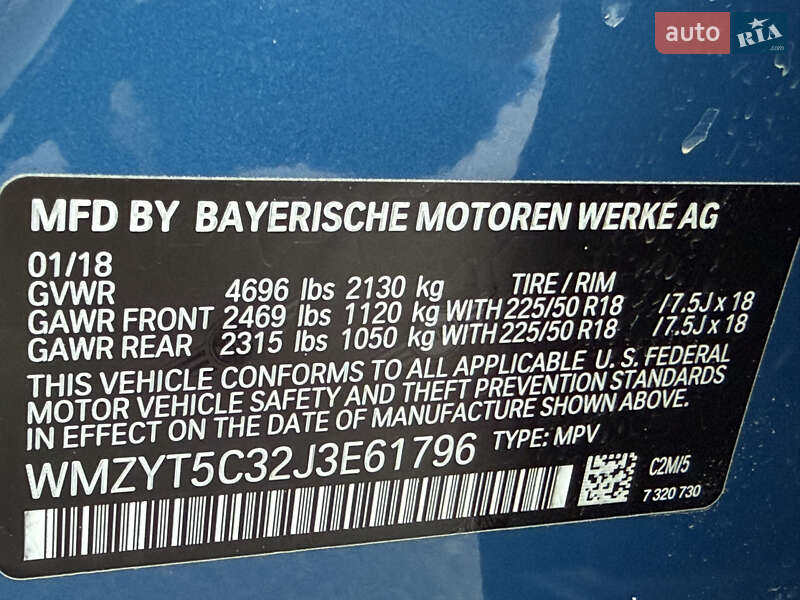 auto RIA .com
MFD BY BAYERISCHE MOTOREN WERKE AG
01/18
GVWR 4696 lbs 2130 kg TIRE / RIM
GAWR FRONT 2469 lbs 1120 kg WITH 225/50 R18 / 7.5J x 18
GAWR REAR 2315 lbs 1050 kg WITH 225/50 R18 / 7.5J x 18
THIS VEHICLE CONFORMS TO ALL APPLICABLE U. S. FEDERAL
MOTOR VEHICLE SAFETY AND THEFT PREVENTION STANDARDS
IN EFFECT ON THE DATE OF MANUFACTURE SHOWN ABOVE.
WMZYT5C32J3E61796 TYPE: MPV
C2M/5
7 320 730